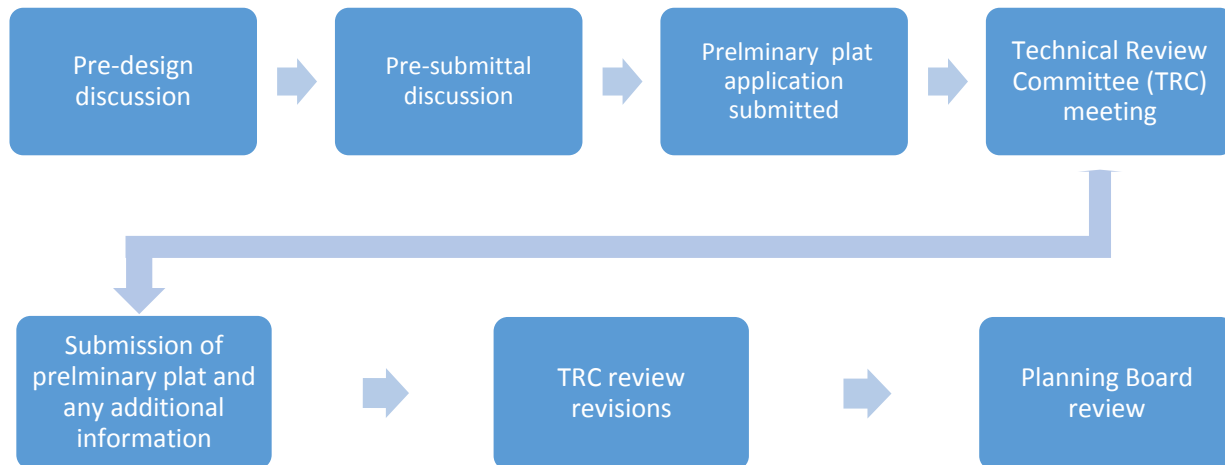 Pre-design
discussion
Pre-submittal
discussion
Prelminary plat
application
submitted
Technical Review
Committee (TRC)
meeting
Submission of
prelminary plat and
any additional
information
TRC review
revisions
Planning Board
review